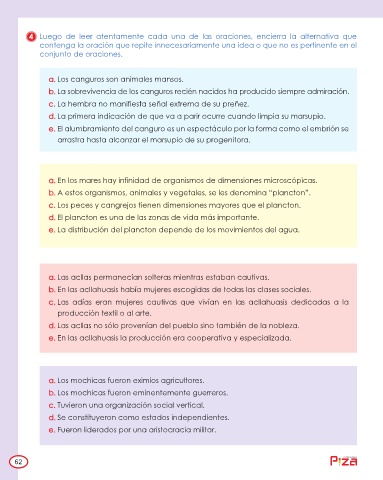 4 Luego de leer atentamente cada una de las oraciones, encierra la alternativa que
contenga la oración que repite innecesariamente una idea o que no es pertinente en el
conjunto de oraciones.
a. Los canguros son animales mansos.
b. La sobrevivencia de los canguros recién nacidos ha producido siempre admiración.
c. La hembra no manifiesta señal extrema de su preñez.
d. La primera indicación de que va a parir ocurre cuando limpia su marsupio.
e. El alumbramiento del canguro es un espectáculo por la forma como el embrión se
arrastra hasta alcanzar el marsupio de su progenitora.
a. En los mares hay infinidad de organismos de dimensiones microscópicas.
b. A estos organismos, animales y vegetales, se les denomina “plancton”.
c. Los peces y cangrejos tienen dimensiones mayores que el plancton.
d. El plancton es una de las zonas de vida más importante.
e. La distribución del plancton depende de los movimientos del agua.
a. Las acllas permanecían solteras mientras estaban cautivas.
b. En las acllahuasis había mujeres escogidas de todas las clases sociales.
c. Las adías eran mujeres cautivas que vivían en las acllahuasis dedicadas a la
producción textil o al arte.
d. Las acllas no sólo provenían del pueblo sino también de la nobleza.
e. En las acllahuasis la producción era cooperativa y especializada.
a. Los mochicas fueron eximios agricultores.
b. Los mochicas fueron eminentemente guerreros.
c. Tuvieron una organización social vertical.
d. Se constituyeron como estados independientes.
e. Fueron liderados por una aristocracia militar.
62